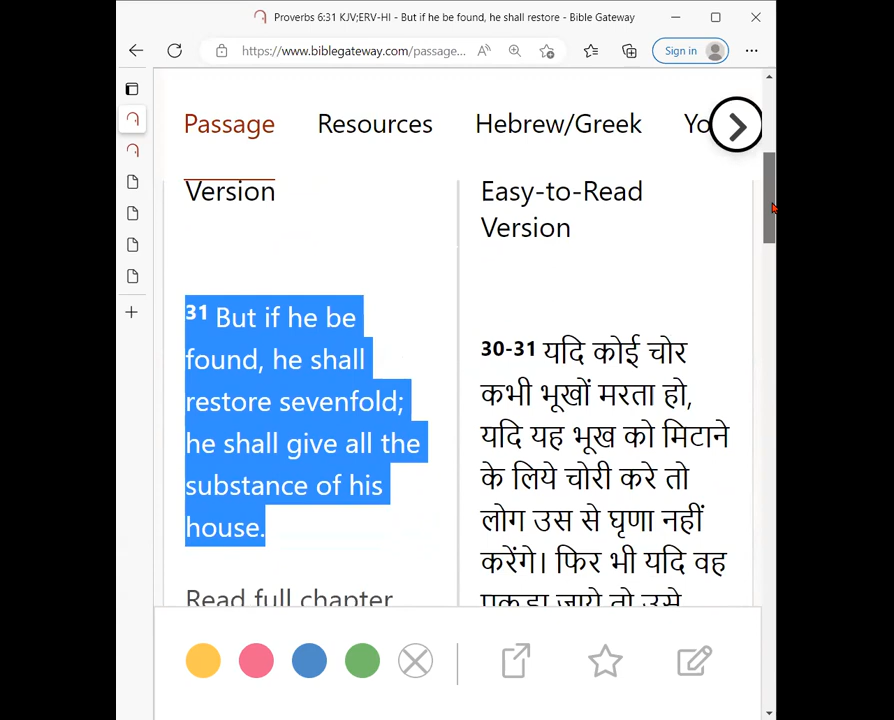 Proverbs 6:31 KJV;ERV-HI - But if he be found, he shall restore - Bible Gateway
https://www.biblegateway.com/passage...
Sign in
Passage
Resources
Hebrew/Greek
Yo
Version
31 But if he be
found, he shall
restore sevenfold;
he shall give all the
substance of his
house.
Read full chapter
Easy-to-Read
Version
30-31 यदि कोई चोर
कभी भूखों मरता हो,
यदि यह भूख को मिटाने
के लिये चोरी करे तो
लोग उस से घृणा नहीं
करेंगे। फिर भी यदि वह
पकड़ा जाये तो उसे